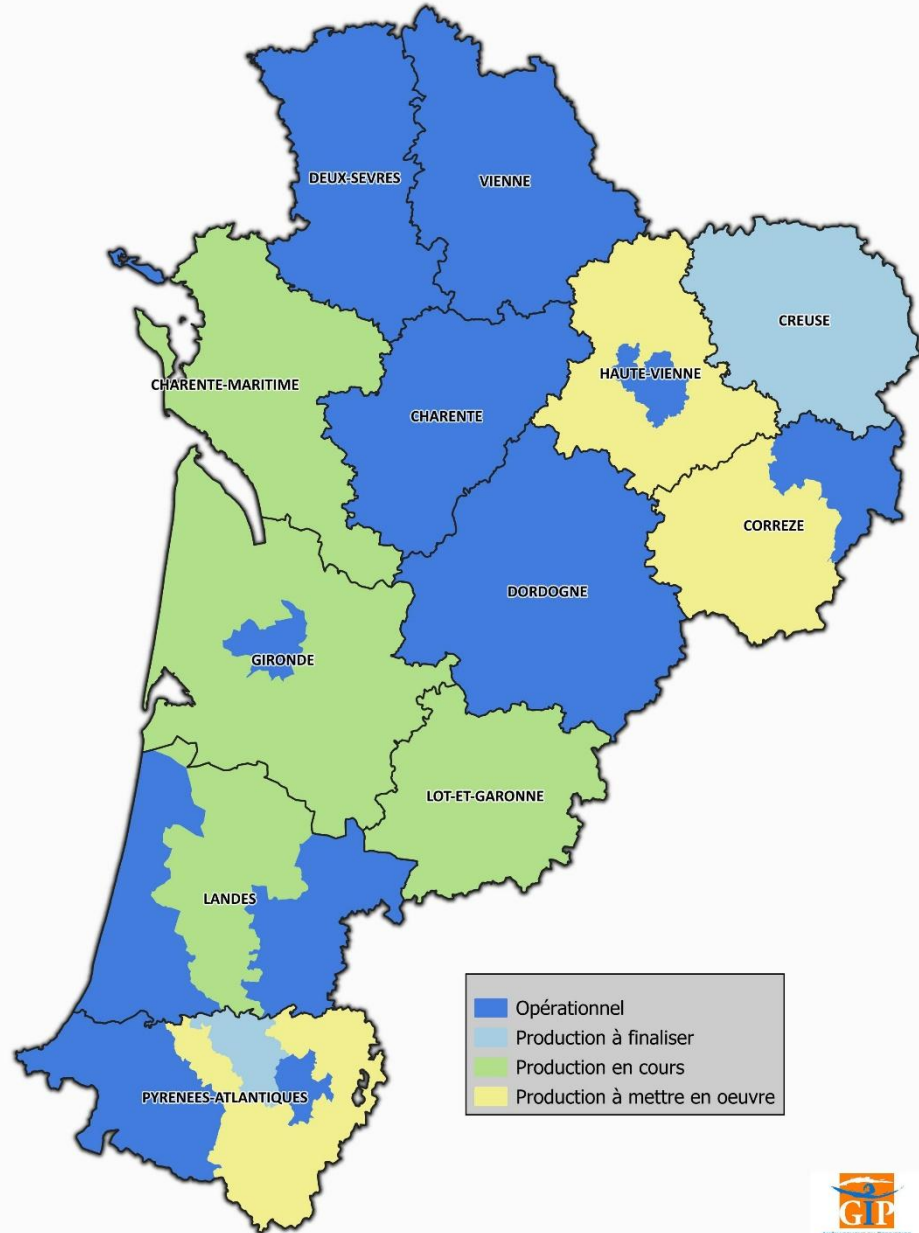 DEUX-SEVRES
VIENNE
CREUSE
HAUTE-VIENNE
CHARENTE-MARITIME
CHARENTE
CORREZE
DORDOGNE
GIRONDE
LOT-ET-GARONNE
LANDES
Opérationnel
Production à finaliser
Production en cours
Production à mettre en oeuvre
PYRENEES-ATLANTIQUES
GIP